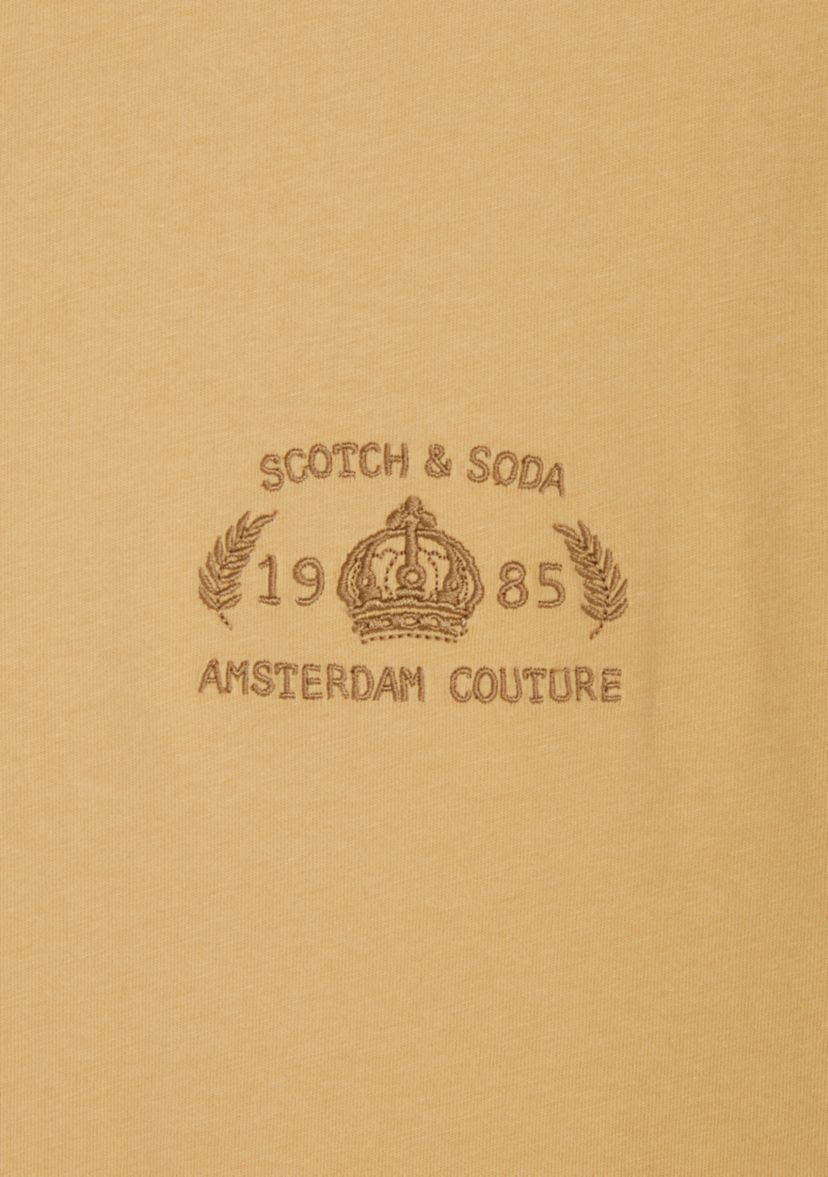 SCOTCH & SODA
19 85
AMSTERDAM COUTURE